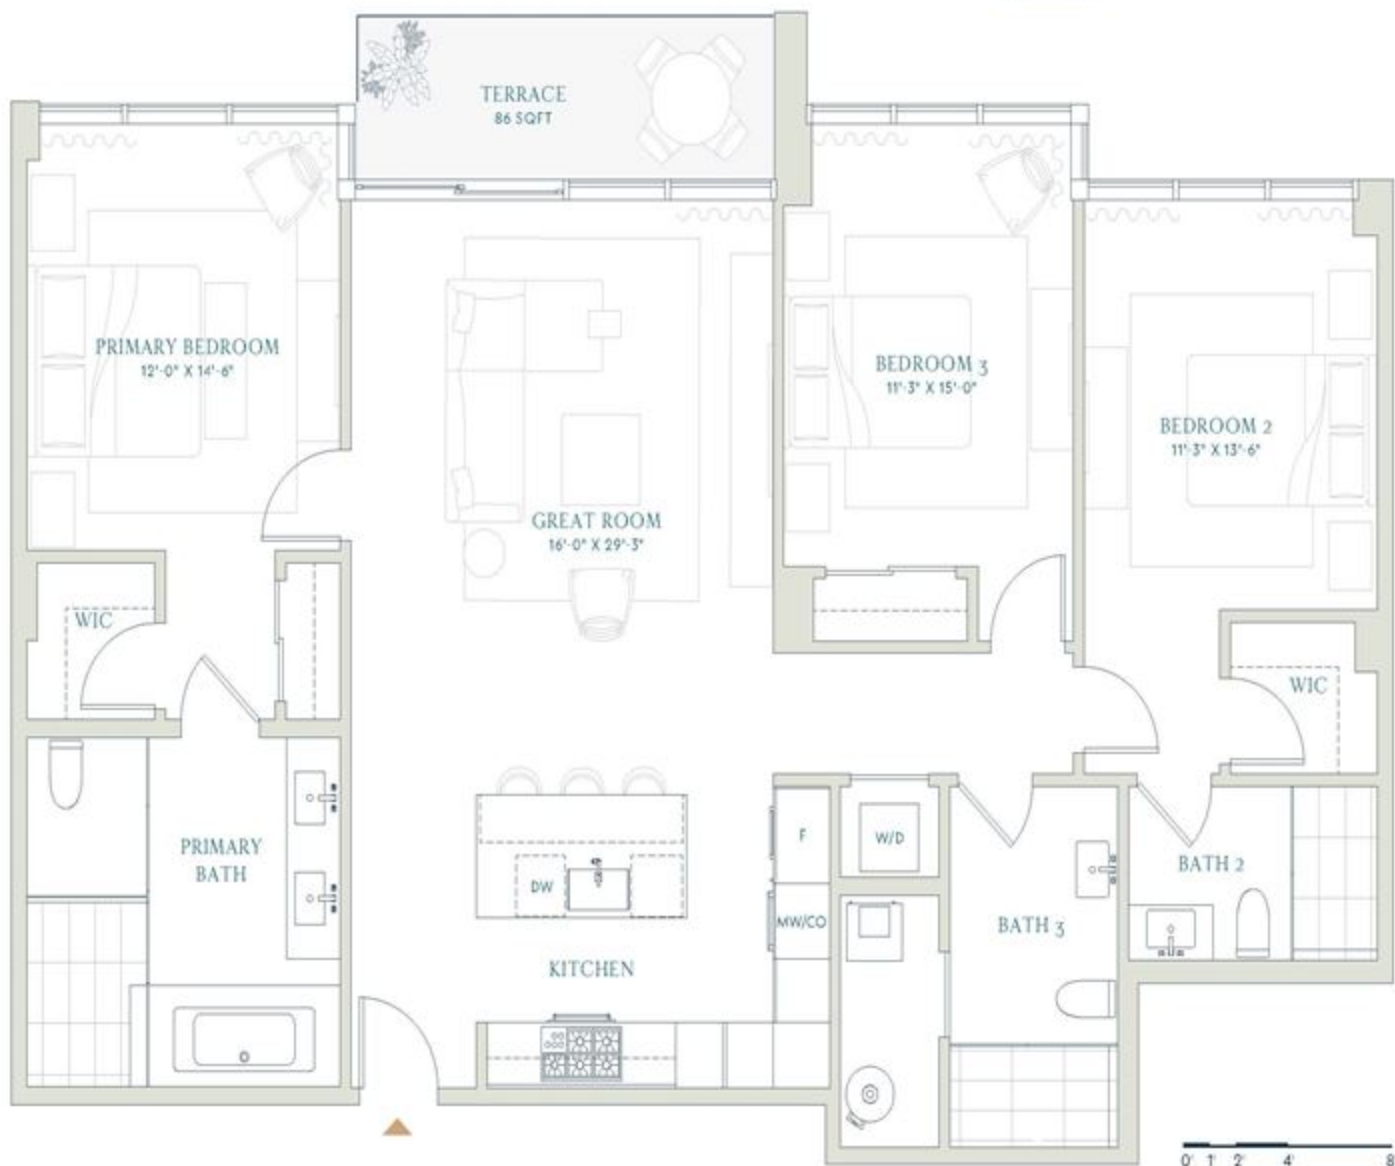 TERRACE
86 SQFT
PRIMARY BEDROOM
12'-0" X 14'-6"
BEDROOM 3
11'-3" X 15'-0"
BEDROOM 2
11'-3" X 13'-6"
GREAT ROOM
16'-0" X 29'-3"
WIC
WIC
PRIMARY
BATH
DW
F
MW/CO
W/D
BATH 2
BATH 3
KITCHEN
0' 1' 2' 4' 8